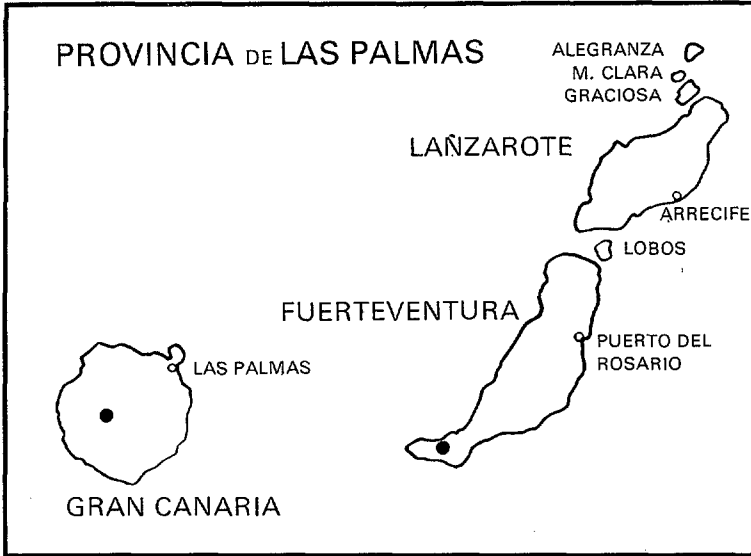 PROVINCIA DE LAS PALMAS
ALEGRANZA
M. CLARA
GRACIOSA
LAÑZAROTE
ARRECIFE
LOBOS
FUERTEVENTURA
PUERTO DEL
ROSARIO
LAS PALMAS
GRAN CANARIA